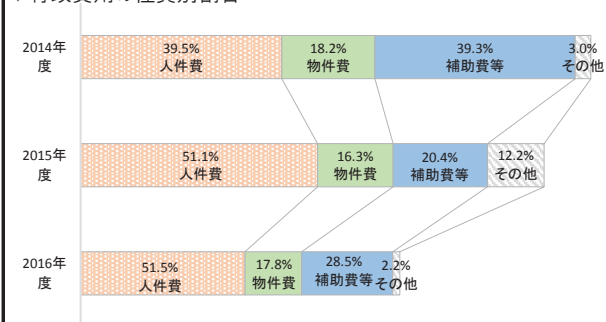 2014年度
39.5%
人件費
18.2%
物件費
39.3%
補助費等
3.0%
その他
2015年度
51.1%
人件費
16.3%
物件費
20.4%
補助費等
12.2%
その他
2016年度
51.5%
人件費
17.8%
物件費
28.5%
補助費等
2.2%
その他